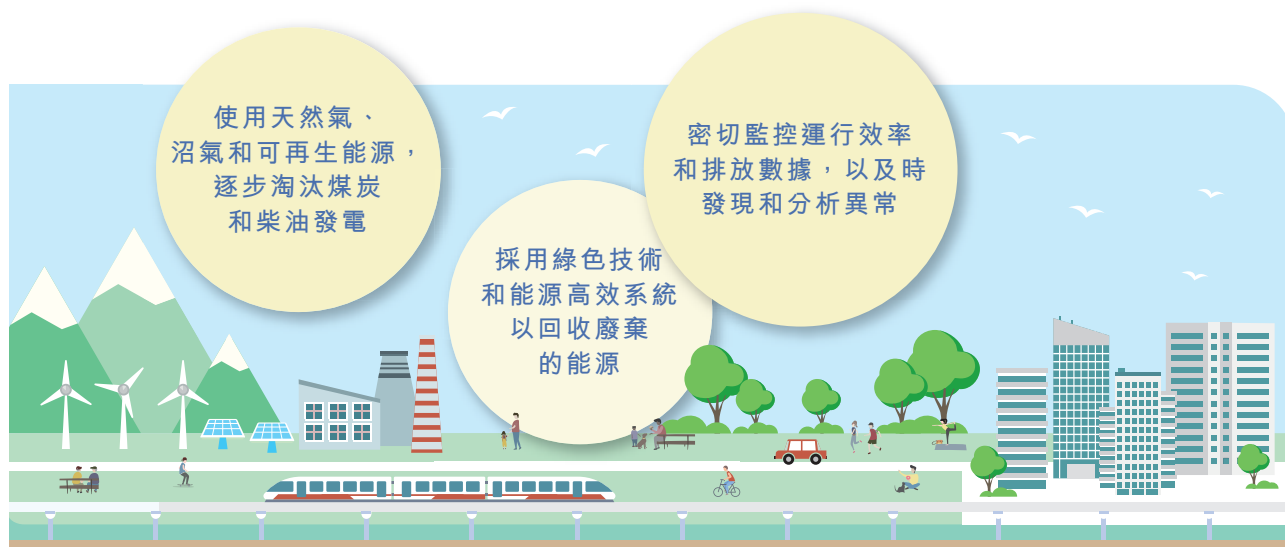 使用天然氣、
沼氣和可再生能源，
逐步淘汰煤炭
和柴油發電
採用綠色技術
和能源高效系統
以回收廢棄
的能源
密切監控運行效率
和排放數據，以及時
發現和分析異常